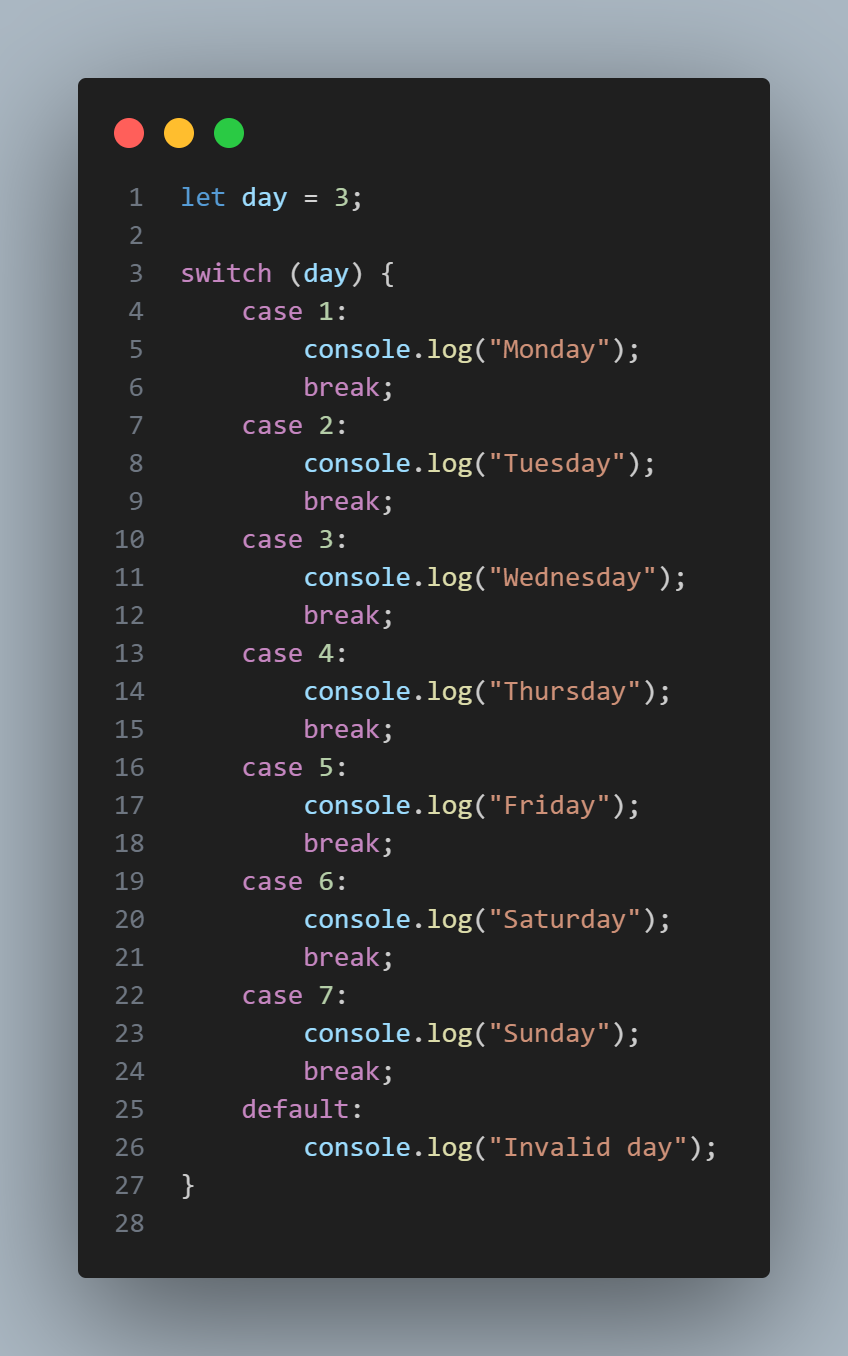 1 let day = 3;
2
3 switch (day) {
4     case 1:
5         console.log("Monday");
6         break;
7     case 2:
8         console.log("Tuesday");
9         break;
10     case 3:
11         console.log("Wednesday");
12         break;
13     case 4:
14         console.log("Thursday");
15         break;
16     case 5:
17         console.log("Friday");
18         break;
19     case 6:
20         console.log("Saturday");
21         break;
22     case 7:
23         console.log("Sunday");
24         break;
25     default:
26         console.log("Invalid day");
27 }
28